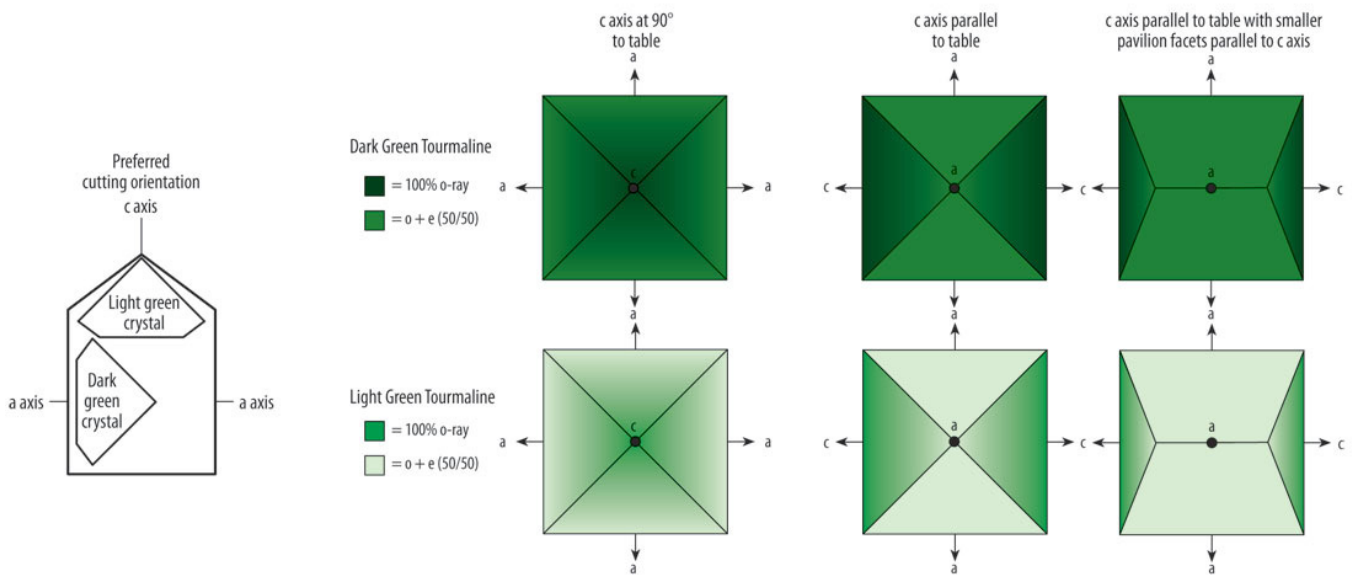 Preferred
cutting orientation
c axis
Light green
crystal
Dark
green
crystal
a axis
a axis
Dark Green Tourmaline
= 100% o-ray
= o + e (50/50)
Light Green Tourmaline
= 100% o-ray
= o + e (50/50)
c axis at 90°
to table
a
a
c
a
a
c axis parallel
to table
a
c
a
c
a
c axis parallel to table with smaller
pavilion facets parallel to c axis
a
c
a
c
a
a
a
c
a
a
a
c
a
c
a
a
c
a
c
a